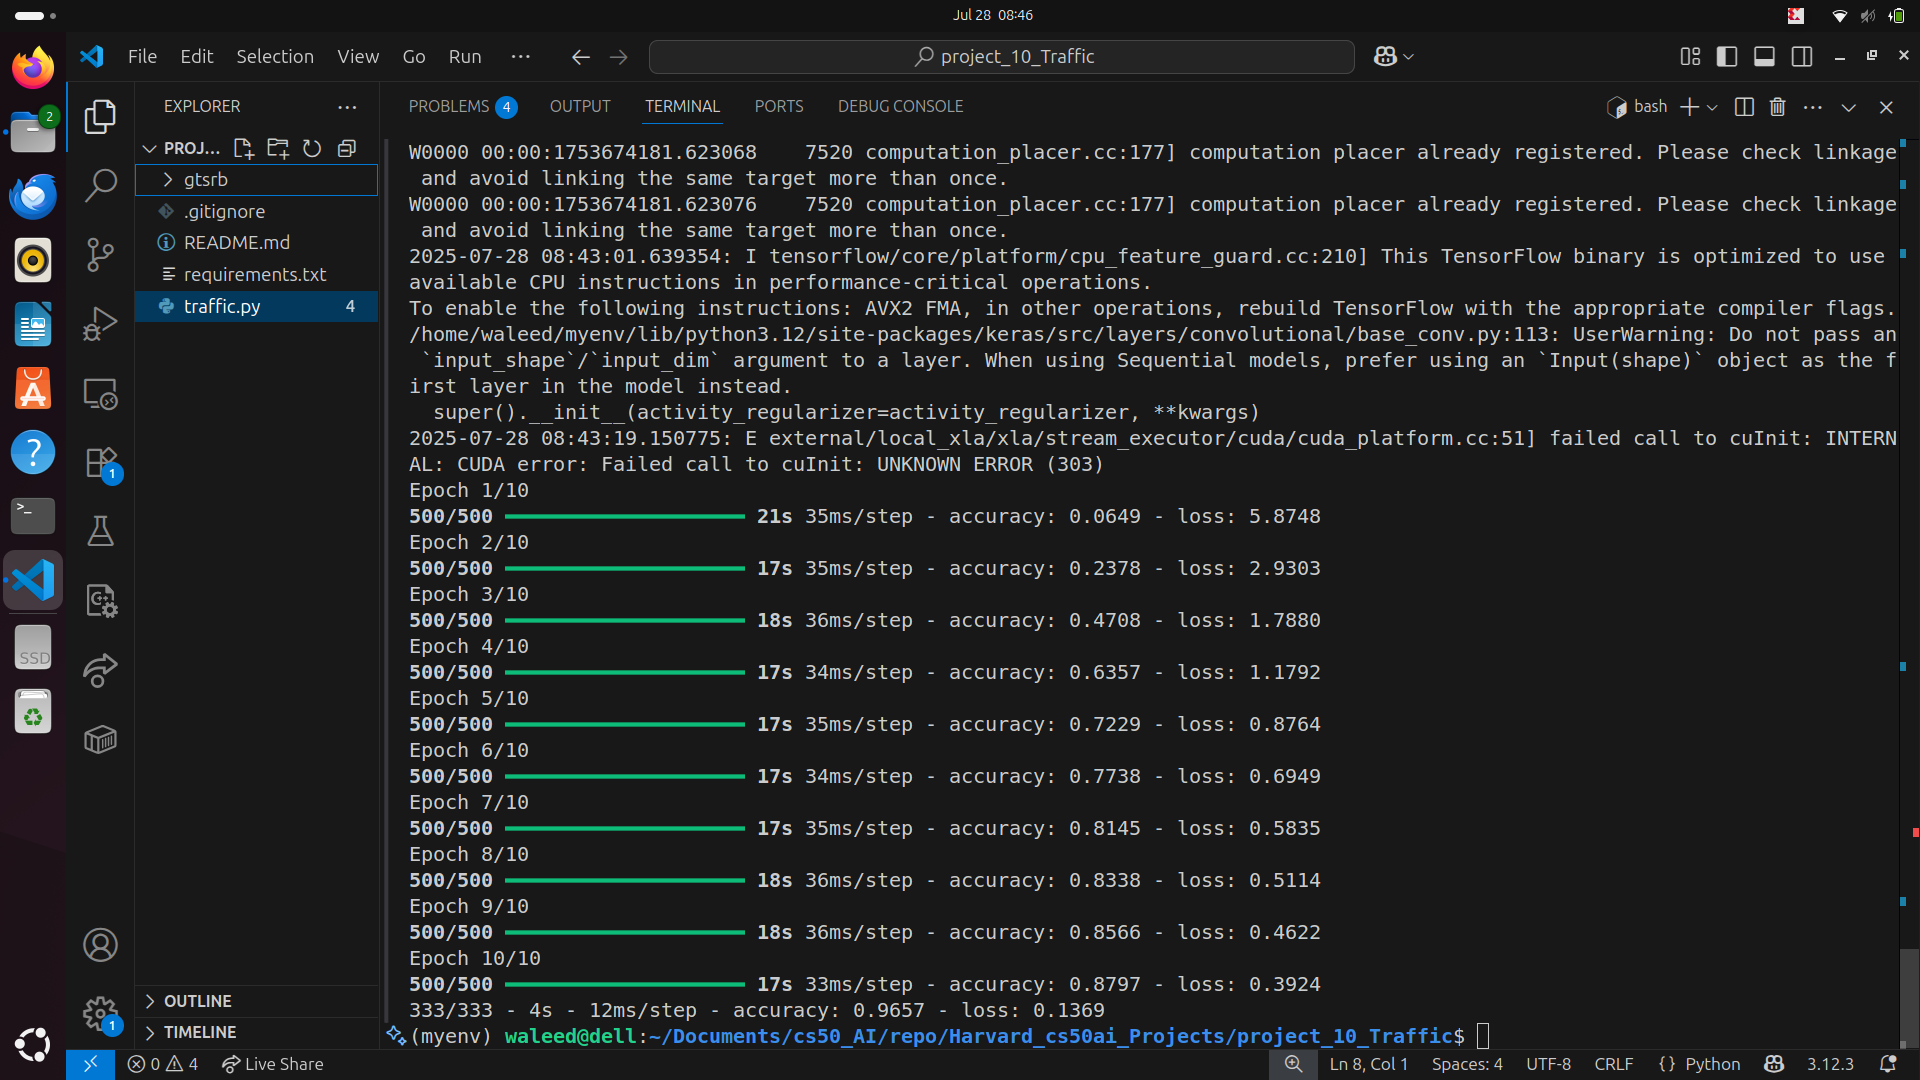 Jul 28 08:46
File Edit Selection View Go Run ···
project_10_Traffic
2
EXPLORER
PROJ...
gtsrb
.gitignore
README.md
requirements.txt
traffic.py 4
OUTLINE
TIMELINE
1
1
SSD
PROBLEMS 4 OUTPUT TERMINAL PORTS DEBUG CONSOLE
bash
W0000 00:00:1753674181.623068    7520 computation_placer.cc:177] computation placer already registered. Please check linkage
 and avoid linking the same target more than once.
W0000 00:00:1753674181.623076    7520 computation_placer.cc:177] computation placer already registered. Please check linkage
 and avoid linking the same target more than once.
2025-07-28 08:43:01.639354: I tensorflow/core/platform/cpu_feature_guard.cc:210] This TensorFlow binary is optimized to use
available CPU instructions in performance-critical operations.
To enable the following instructions: AVX2 FMA, in other operations, rebuild TensorFlow with the appropriate compiler flags.
/home/waleed/myenv/lib/python3.12/site-packages/keras/src/layers/convolutional/base_conv.py:113: UserWarning: Do not pass an
 `input_shape`/`input_dim` argument to a layer. When using Sequential models, prefer using an `Input(shape)` object as the f
irst layer in the model instead.
  super().__init__(activity_regularizer=activity_regularizer, **kwargs)
2025-07-28 08:43:19.150775: E external/local_xla/xla/stream_executor/cuda/cuda_platform.cc:51] failed call to cuInit: INTERN
AL: CUDA error: Failed call to cuInit: UNKNOWN ERROR (303)
Epoch 1/10
500/500 21s 35ms/step - accuracy: 0.0649 - loss: 5.8748
Epoch 2/10
500/500 17s 35ms/step - accuracy: 0.2378 - loss: 2.9303
Epoch 3/10
500/500 18s 36ms/step - accuracy: 0.4708 - loss: 1.7880
Epoch 4/10
500/500 17s 34ms/step - accuracy: 0.6357 - loss: 1.1792
Epoch 5/10
500/500 17s 35ms/step - accuracy: 0.7229 - loss: 0.8764
Epoch 6/10
500/500 17s 34ms/step - accuracy: 0.7738 - loss: 0.6949
Epoch 7/10
500/500 17s 35ms/step - accuracy: 0.8145 - loss: 0.5835
Epoch 8/10
500/500 18s 36ms/step - accuracy: 0.8338 - loss: 0.5114
Epoch 9/10
500/500 18s 36ms/step - accuracy: 0.8566 - loss: 0.4622
Epoch 10/10
500/500 17s 33ms/step - accuracy: 0.8797 - loss: 0.3924
333/333 - 4s - 12ms/step - accuracy: 0.9657 - loss: 0.1369
(myenv) waleed@dell:~/Documents/cs50_AI/repo/Harvard_cs50ai_Projects/project_10_Traffic$
0 4 Live Share
Ln 8, Col 1 Spaces: 4 UTF-8 CRLF {} Python 3.12.3